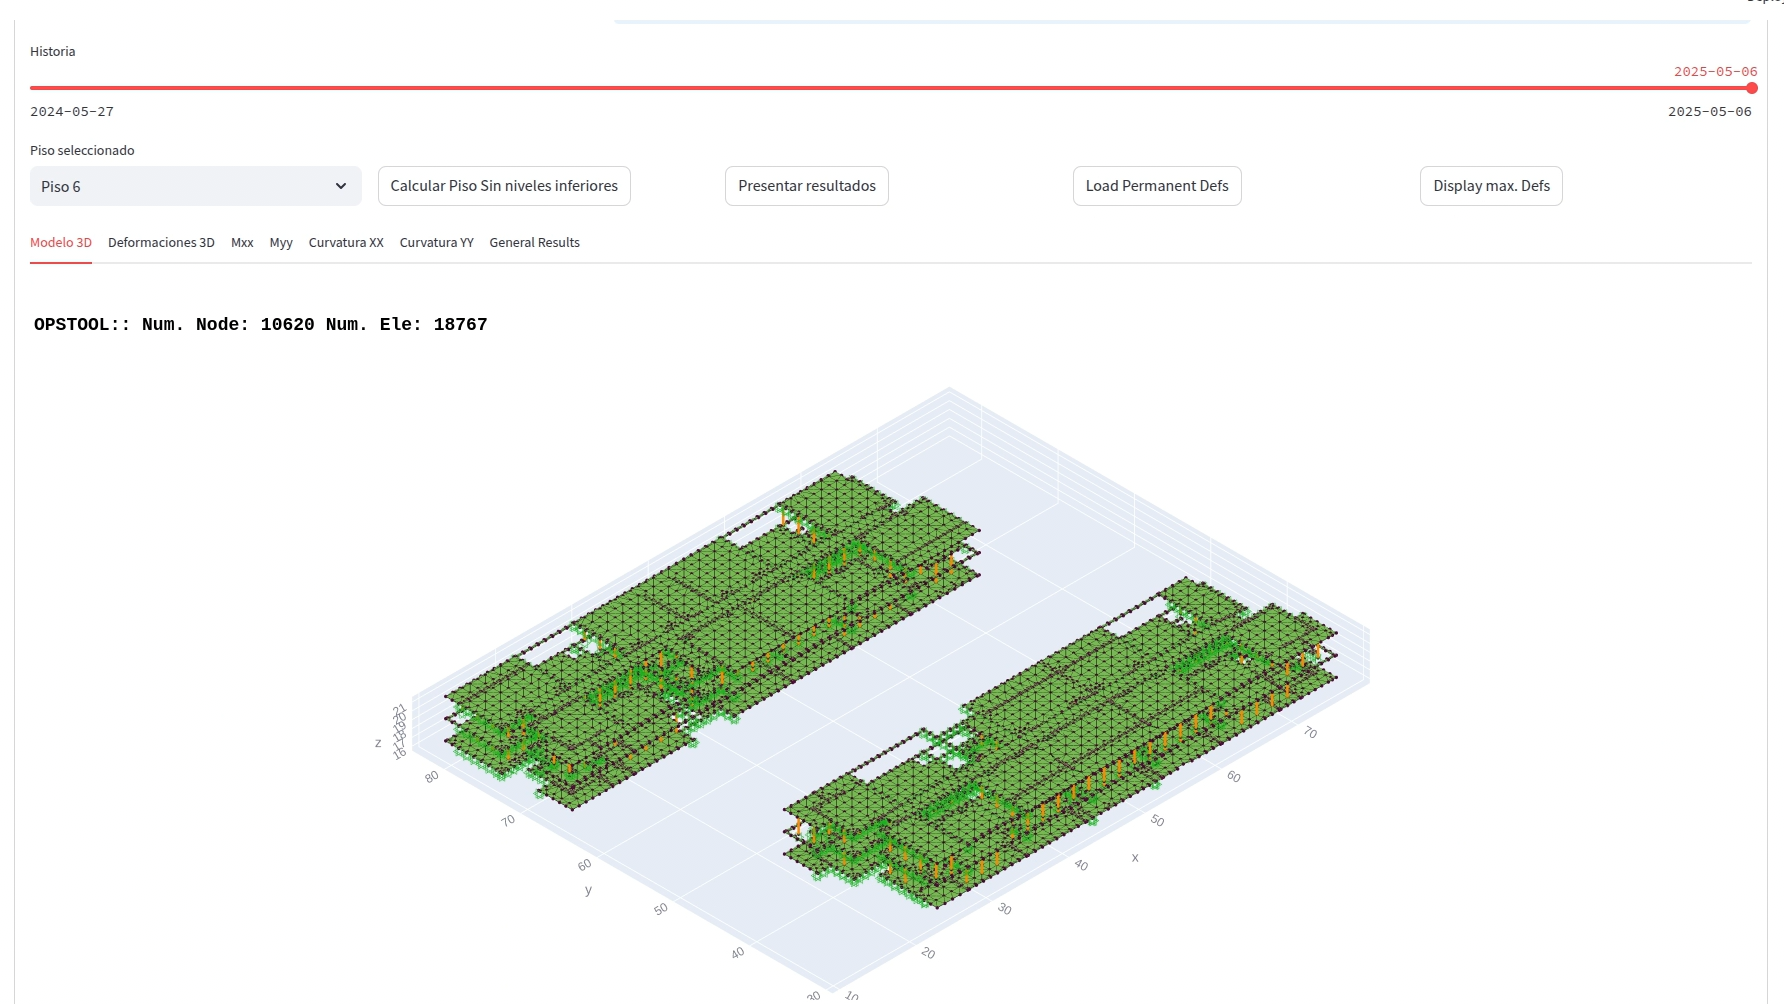 Historia
2025-05-06
2024-05-27
2025-05-06
Piso seleccionado
Piso 6
Calcular Piso Sin niveles inferiores
Presentar resultados
Load Permanent Defs
Display max. Defs
Modelo 3D
Deformaciones 3D
Mxx
Myy
Curvatura XX
Curvatura YY
General Results
OPSTOOL:: Num. Node: 10620 Num. Ele: 18767
21
20
19
18
17
16
z
80
70
60
50
40
30
y
10
20
30
40
50
60
70
x